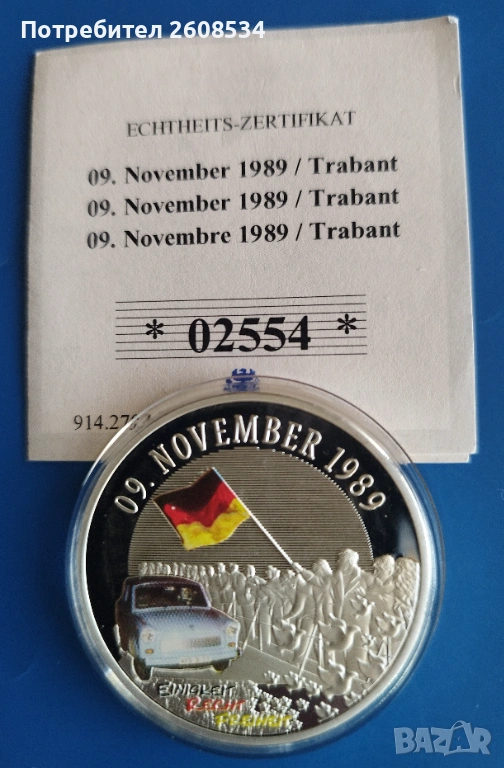 Потребител 2608534
ECHTHEITS-ZERTIFIKAT
09. November 1989 / Trabant
09. November 1989 / Trabant
09. Novembre 1989 / Trabant
* 02554 *
09. NOVEMBER 1989
EINIGKEIT
RECHT
FREIHEIT
BAZAR